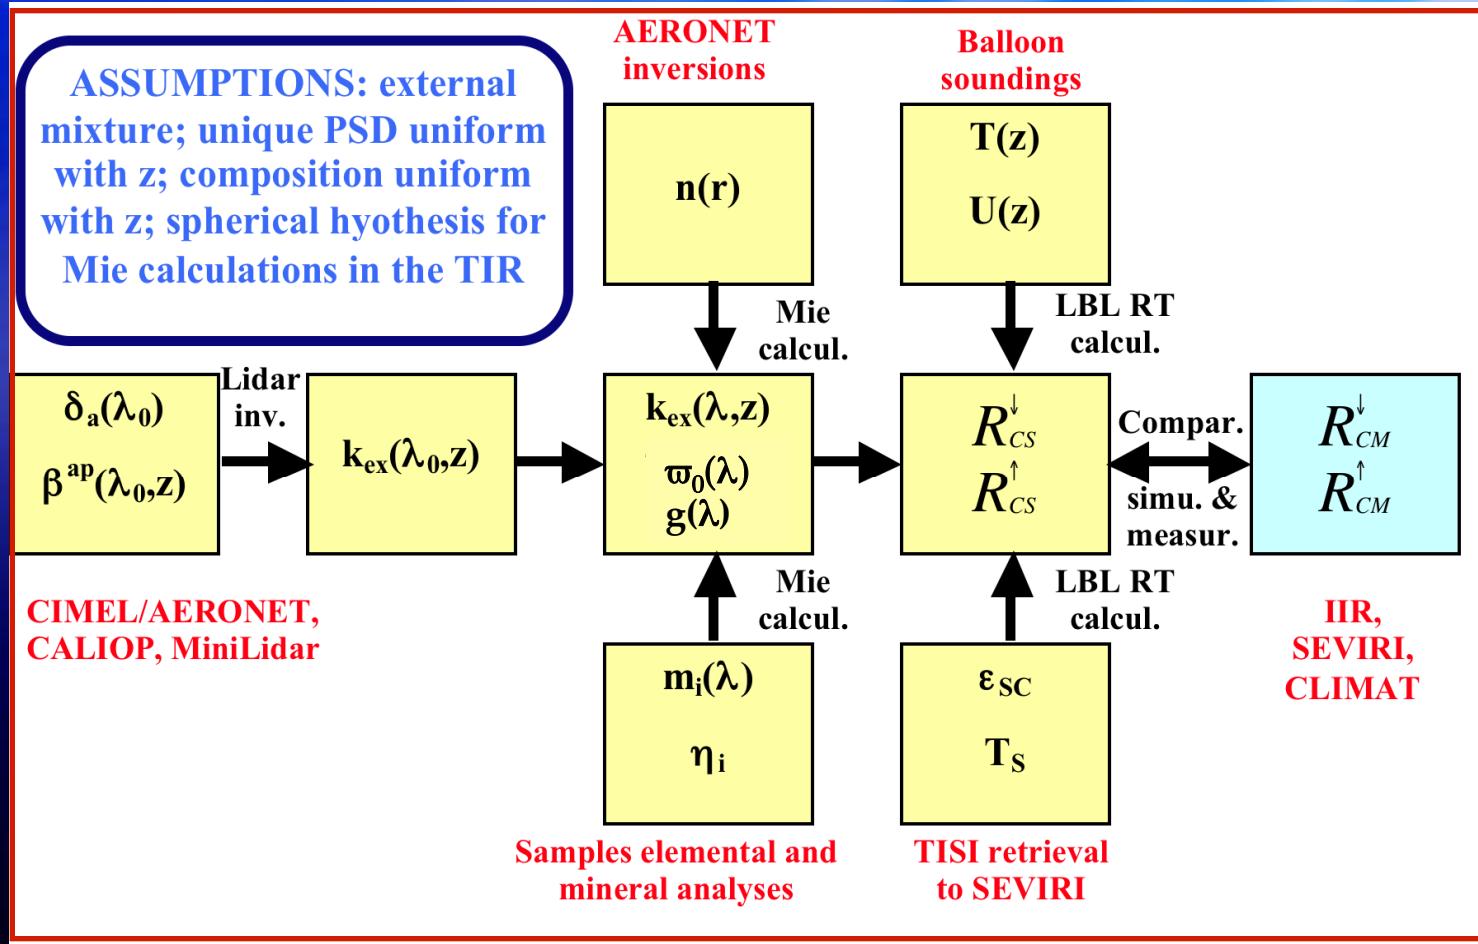 ASSUMPTIONS: external
mixture; unique PSD uniform
with z; composition uniform
with z; spherical hyothesis for
Mie calculations in the TIR
AERONET
inversions
n(r)
Mie
calcul.
Balloon
soundings
T(z)
U(z)
LBL RT
calcul.
δa(λ0)
β ap(λ0,z)
Lidar
inv.
kex(λ0,z)
kex(λ,z)
ϖ0(λ)
g(λ)
R↓CS
R↑CS
Compar.
simu. &
measur.
R↓CM
R↑CM
CIMEL/AERONET,
CALIOP, MiniLidar
Mie
calcul.
mi(λ)
ηi
Samples elemental and
mineral analyses
LBL RT
calcul.
εSC
TS
TISI retrieval
to SEVIRI
IIR,
SEVIRI,
CLIMAT